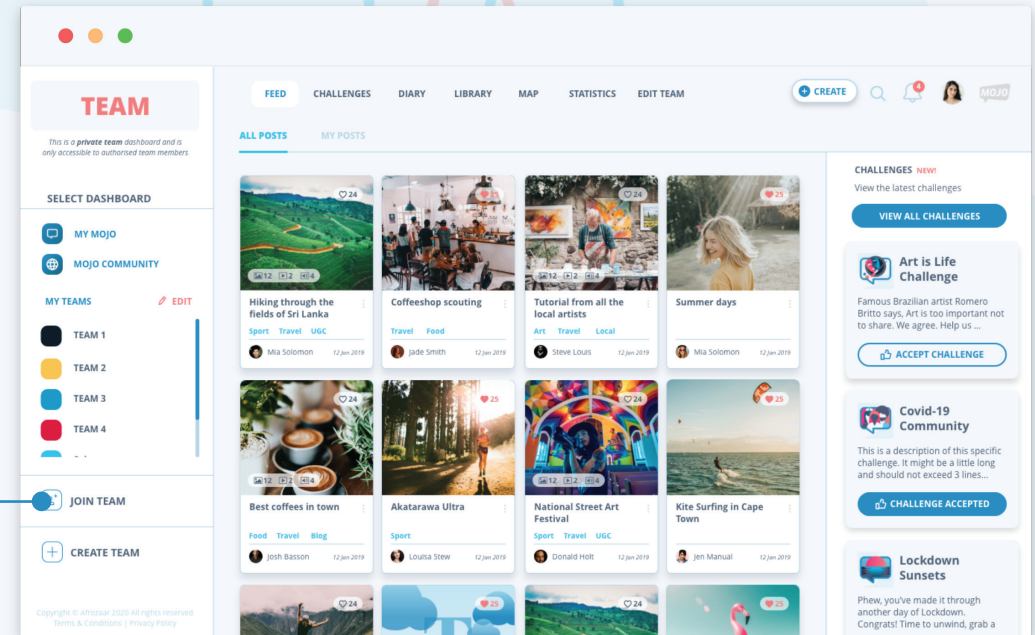 TEAM
This is a private team dashboard and is
only accessible to authorised team members
SELECT DASHBOARD
MY MOJO
MOJO COMMUNITY
MY TEAMS
EDIT
TEAM 1
TEAM 2
TEAM 3
TEAM 4
JOIN TEAM
CREATE TEAM
Copyright © Afrozaar 2020 All rights reserved
Terms & Conditions | Privacy Policy
FEED CHALLENGES DIARY LIBRARY MAP STATISTICS EDIT TEAM
CREATE
4
MOJO
ALL POSTS MY POSTS
24
12 2 4
Hiking through the
fields of Sri Lanka
Sport Travel UGC
Mia Solomon 12 Jan 2019
25
Coffeeshop scouting
Travel Food
Jade Smith 12 Jan 2019
24
12 2 4
Tutorial from all the
local artists
Art Travel Local
Steve Louis 12 Jan 2019
25
Summer days
Mia Solomon 12 Jan 2019
24
12 2 4
Best coffees in town
Food Travel Blog
Josh Basson 12 Jan 2019
25
Akatarawa Ultra
Sport
Louisa Stew 12 Jan 2019
24
12 2 4
National Street Art
Festival
Sport Travel UGC
Donald Holt 12 Jan 2019
25
Kite Surfing in Cape
Town
Jen Manual 12 Jan 2019
24
25
24
25
CHALLENGES NEW!
View the latest challenges
VIEW ALL CHALLENGES
Art is Life
Challenge
Famous Brazilian artist Romero
Britto says, Art is too important not
to share. We agree. Help us ...
ACCEPT CHALLENGE
Covid-19
Community
This is a description of this specific
challenge. It might be a little long
and should not exceed 3 lines...
CHALLENGE ACCEPTED
Lockdown
Sunsets
Phew, you've made it through
another day of Lockdown.
Congrats! Time to unwind, grab a